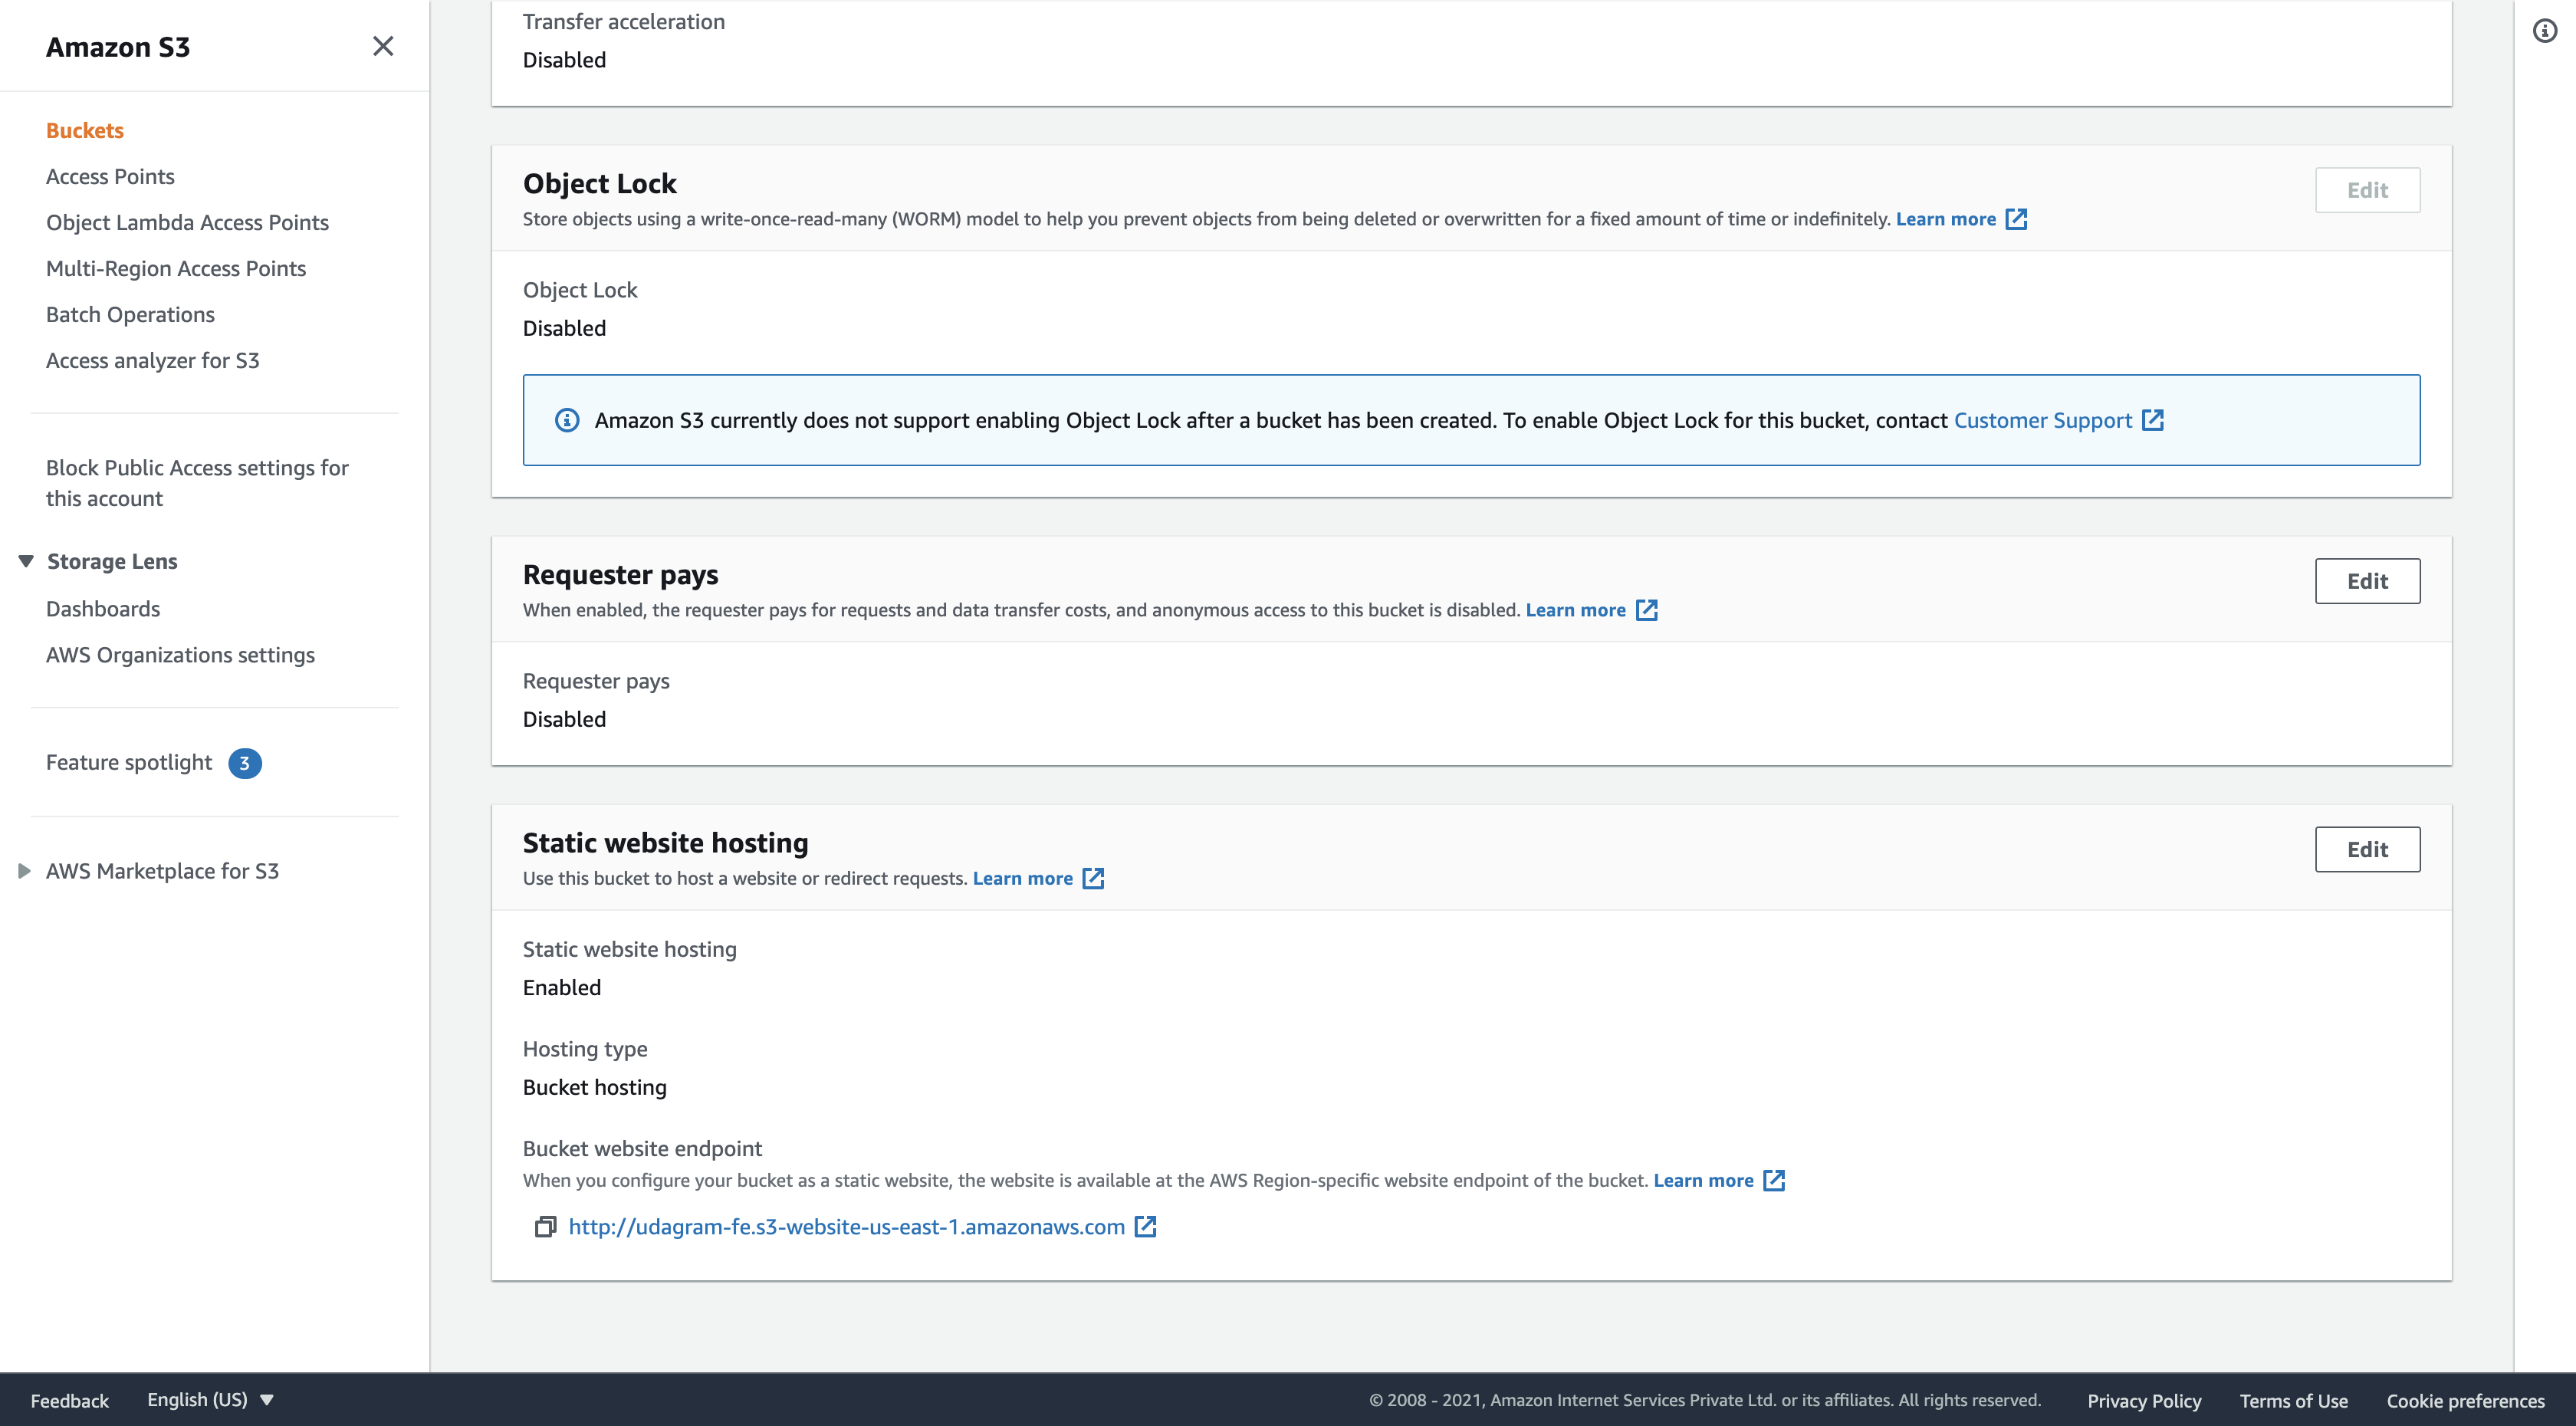 Amazon S3
Buckets
Access Points
Object Lambda Access Points
Multi-Region Access Points
Batch Operations
Access analyzer for S3
Block Public Access settings for
this account
Storage Lens
Dashboards
AWS Organizations settings
Feature spotlight 3
AWS Marketplace for S3
Transfer acceleration
Disabled
Object Lock
Edit
Store objects using a write-once-read-many (WORM) model to help you prevent objects from being deleted or overwritten for a fixed amount of time or indefinitely. Learn more
Object Lock
Disabled
Amazon S3 currently does not support enabling Object Lock after a bucket has been created. To enable Object Lock for this bucket, contact Customer Support
Requester pays
Edit
When enabled, the requester pays for requests and data transfer costs, and anonymous access to this bucket is disabled. Learn more
Requester pays
Disabled
Static website hosting
Edit
Use this bucket to host a website or redirect requests. Learn more
Static website hosting
Enabled
Hosting type
Bucket hosting
Bucket website endpoint
When you configure your bucket as a static website, the website is available at the AWS Region-specific website endpoint of the bucket. Learn more
http://udagram-fe.s3-website-us-east-1.amazonaws.com
Feedback English (US) © 2008 - 2021, Amazon Internet Services Private Ltd. or its affiliates. All rights reserved. Privacy Policy Terms of Use Cookie preferences